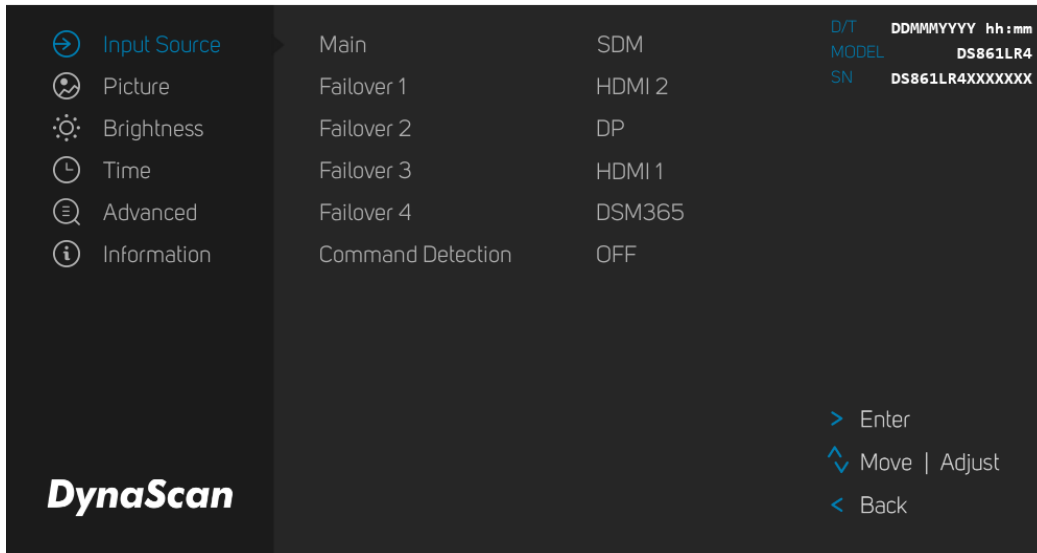 Input Source
Picture
Brightness
Time
Advanced
Information
DynaScan
Main SDM
Failover 1 HDMI 2
Failover 2 DP
Failover 3 HDMI 1
Failover 4 DSM365
Command Detection OFF
D/T DDMMMYYYY hh:mm
MODEL DS861LR4
SN DS861LR4XXXXXXX
> Enter
Move | Adjust
< Back